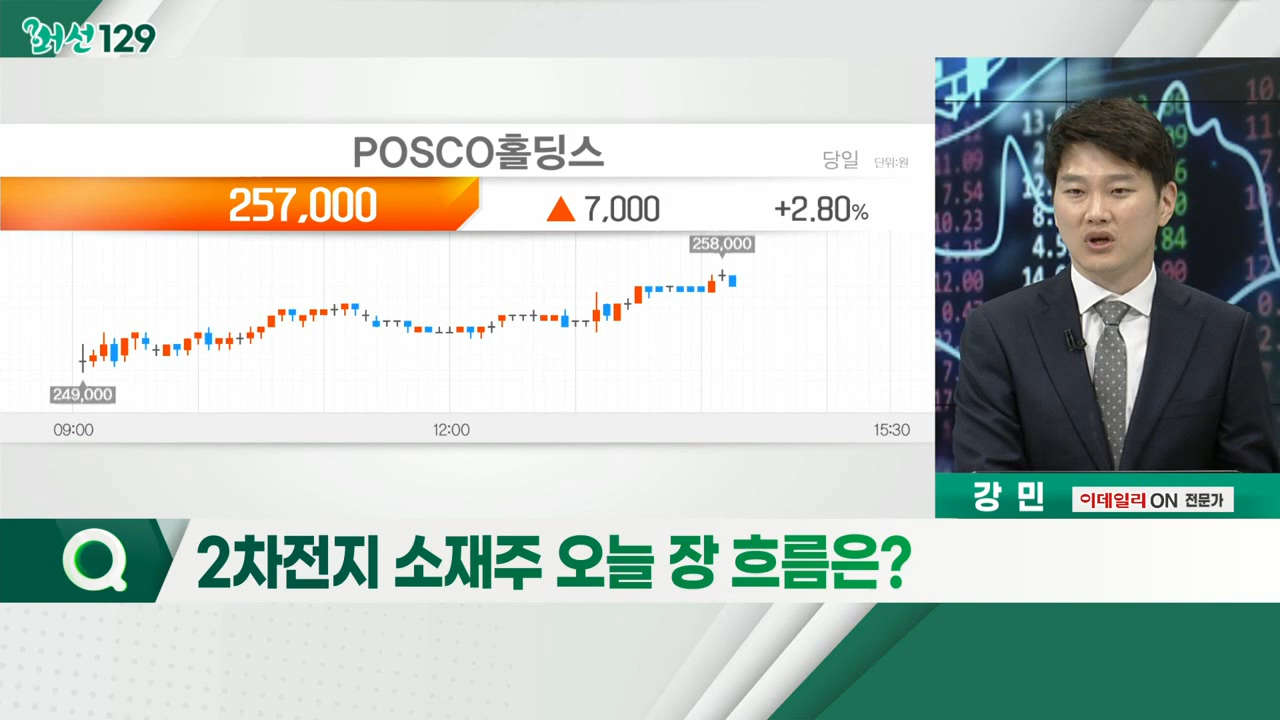 머선129
POSCO홀딩스
당일 단위:원
257,000 ▲ 7,000 +2.80%
258,000
249,000
09:00 12:00 15:30
강 민 이데일리ON 전문가
Q 2차전지 소재주 오늘 장 흐름은?